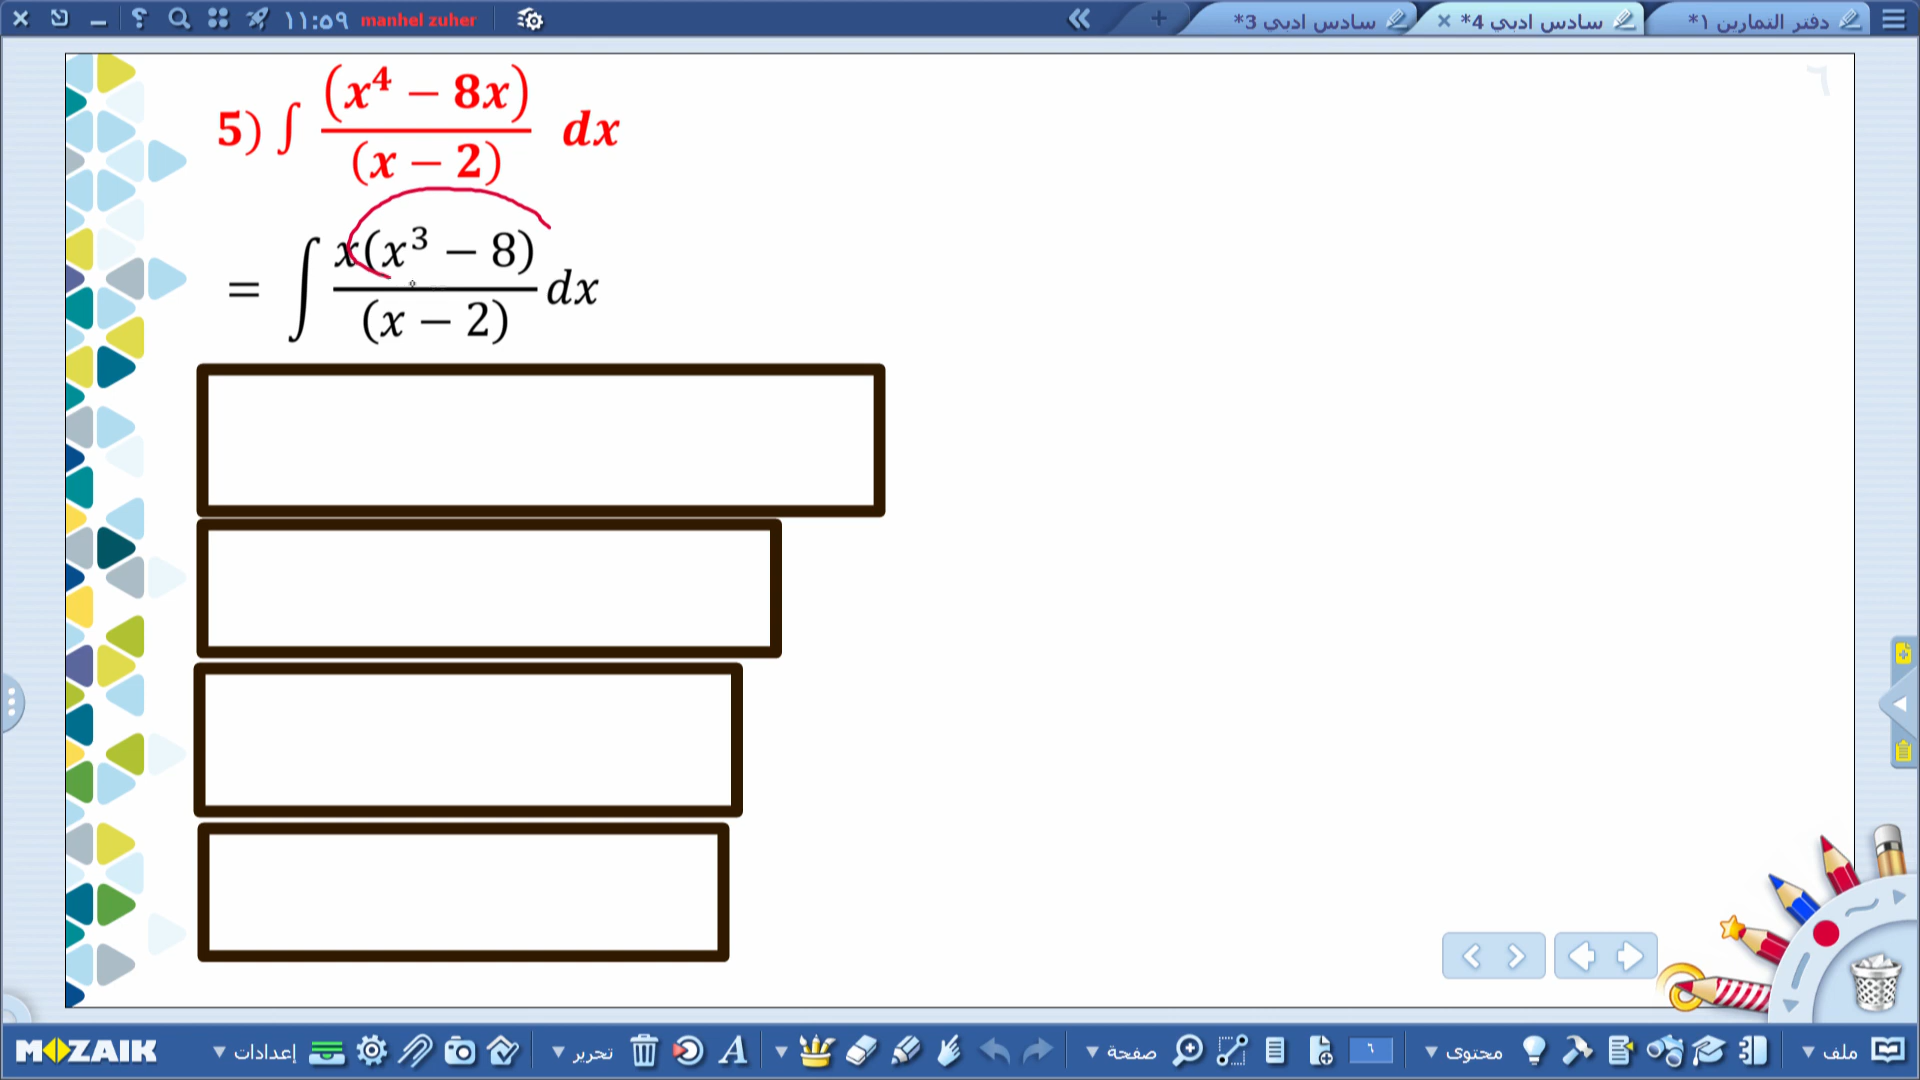 ١١:٥٩ manhel zuher
دفتر التمارين ١*
سادس ادبي 4*
سادس ادبي 3*
٦
5) ∫ (x⁴ − 8x) / (x − 2) dx
= ∫ x(x³ − 8) / (x − 2) dx
MOZAIK
إعدادات
تحرير
صفحة
٦
محتوى
ملف